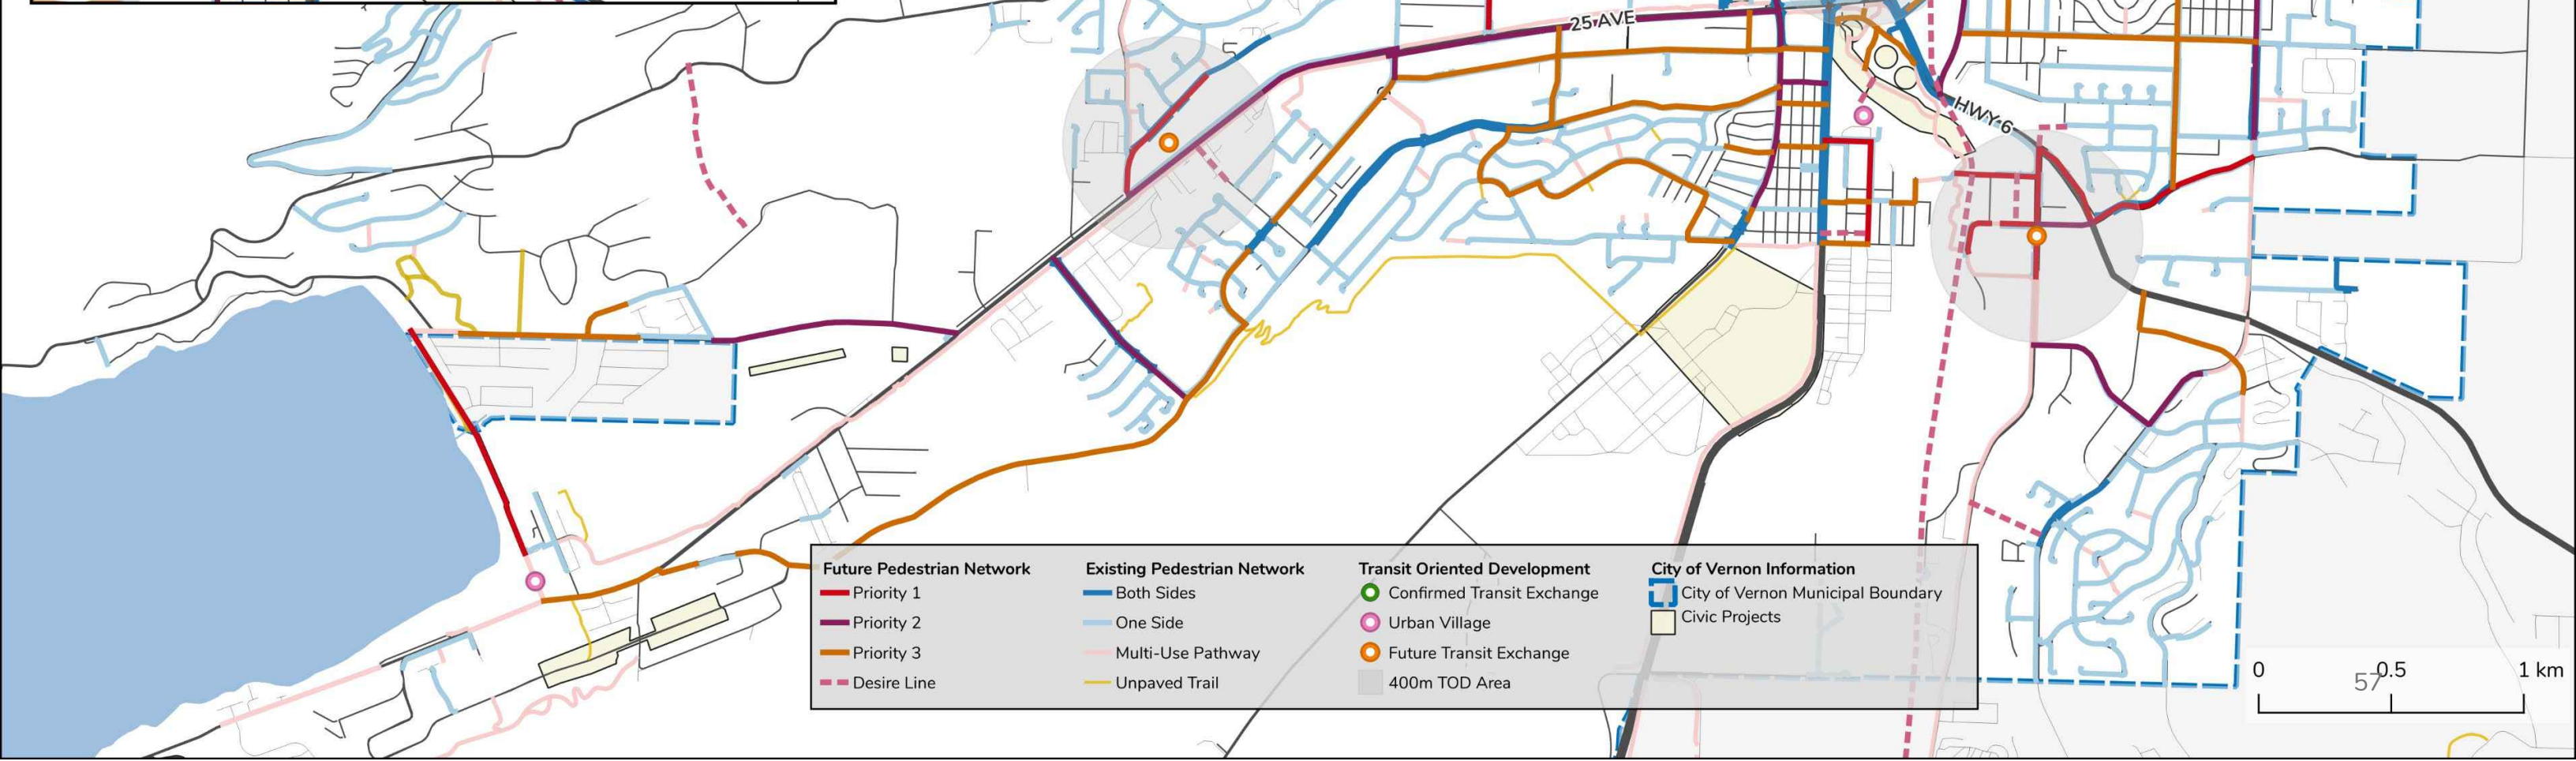 25 AVE
HWY 6
Future Pedestrian Network
Priority 1
Priority 2
Priority 3
Desire Line
Existing Pedestrian Network
Both Sides
One Side
Multi-Use Pathway
Unpaved Trail
Transit Oriented Development
Confirmed Transit Exchange
Urban Village
Future Transit Exchange
400m TOD Area
City of Vernon Information
City of Vernon Municipal Boundary
Civic Projects
0 0.5 1 km
57